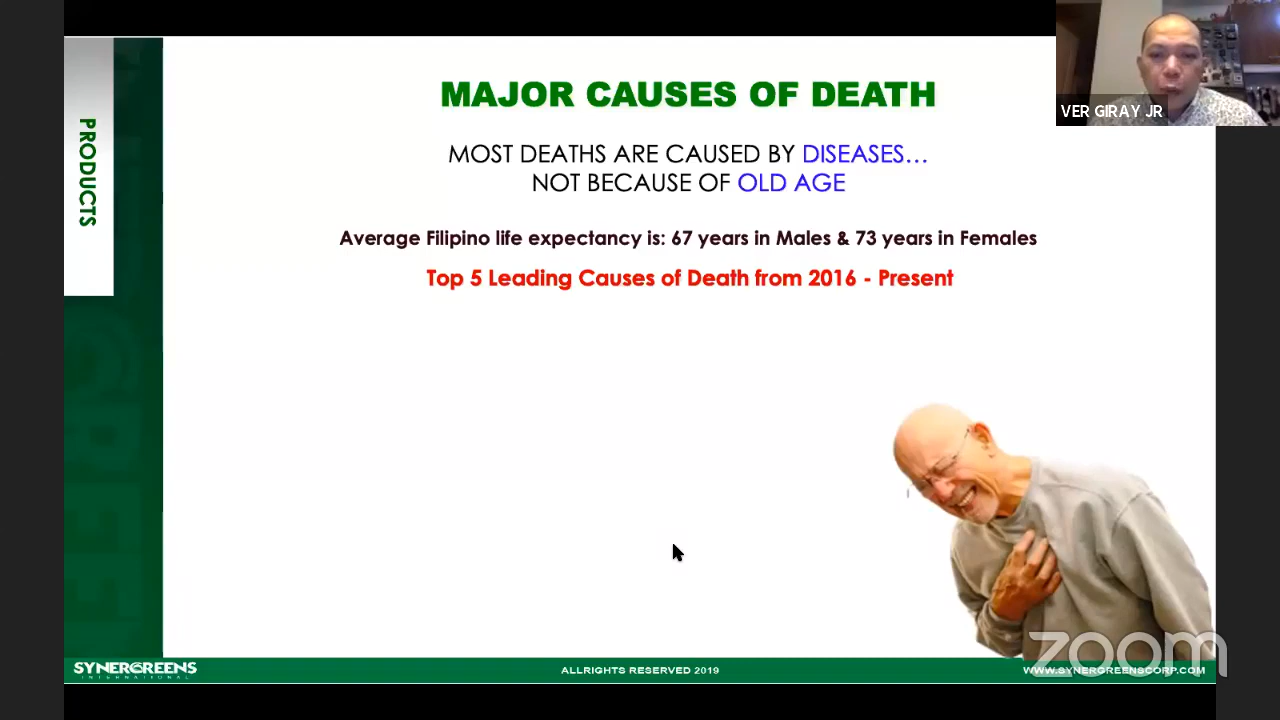 MAJOR CAUSES OF DEATH
VER GIRAY JR
PRODUCTS
MOST DEATHS ARE CAUSED BY DISEASES...
NOT BECAUSE OF OLD AGE
Average Filipino life expectancy is: 67 years in Males & 73 years in Females
Top 5 Leading Causes of Death from 2016 - Present
zoom
SYNERGREENS
INTERNATIONAL
ALLRIGHTS RESERVED 2019
WWW.SYNERGREENSCORP.COM